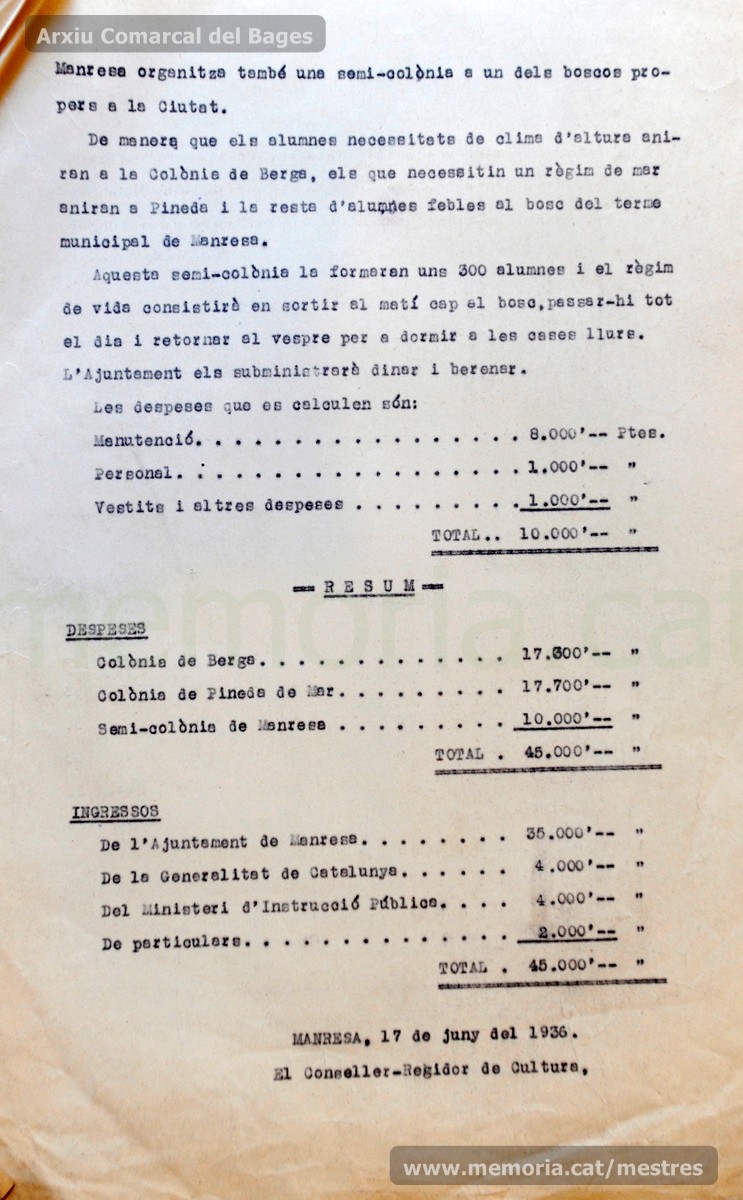 Arxiu Comarcal del Bages
Manresa organitza també una semi-colònia a un dels boscos pro-
pers a la Ciutat.
De manera que els alumnes necessitats de clima d'altura ani-
ran a la Colònia de Berga, els que necessitin un règim de mar
aniran a Pineda i la resta d'alumnes febles al bosc del terme
municipal de Manresa.
Aquesta semi-colònia la formaran uns 300 alumnes i el règim
de vida consistirà en sortir al matí cap al bosc, passar-hi tot
el dia i retornar al vespre per a dormir a les cases llurs.
L'Ajuntament els subministrarà dinar i berenar.
Les despeses que es calculen són:
Manutenció. . . . . . . . . . . . . . . . . . 8.000'-- Ptes.
Personal. . . . . . . . . . . . . . . . . . . 1.000'-- "
Vestits i altres despeses . . . . . . . . . 1.000'-- "
TOTAL.. 10.000'-- "
== R E S U M ==
DESPESES
Colònia de Berga. . . . . . . . . . . . . . 17.300'-- "
Colònia de Pineda de Mar. . . . . . . . . . 17.700'-- "
Semi-colònia de Manresa . . . . . . . . . 10.000'-- "
TOTAL . 45.000'-- "
INGRESSOS
De l'Ajuntament de Manresa. . . . . . . . . 35.000'-- "
De la Generalitat de Catalunya. . . . . . 4.000'-- "
Del Ministeri d'Instrucció Pública. . . . 4.000'-- "
De particulars. . . . . . . . . . . . . . . 2.000'-- "
TOTAL . 45.000'-- "
MANRESA, 17 de juny del 1936.
El Conseller-Regidor de Cultura,
memoria.cat
www.memoria.cat/mestres